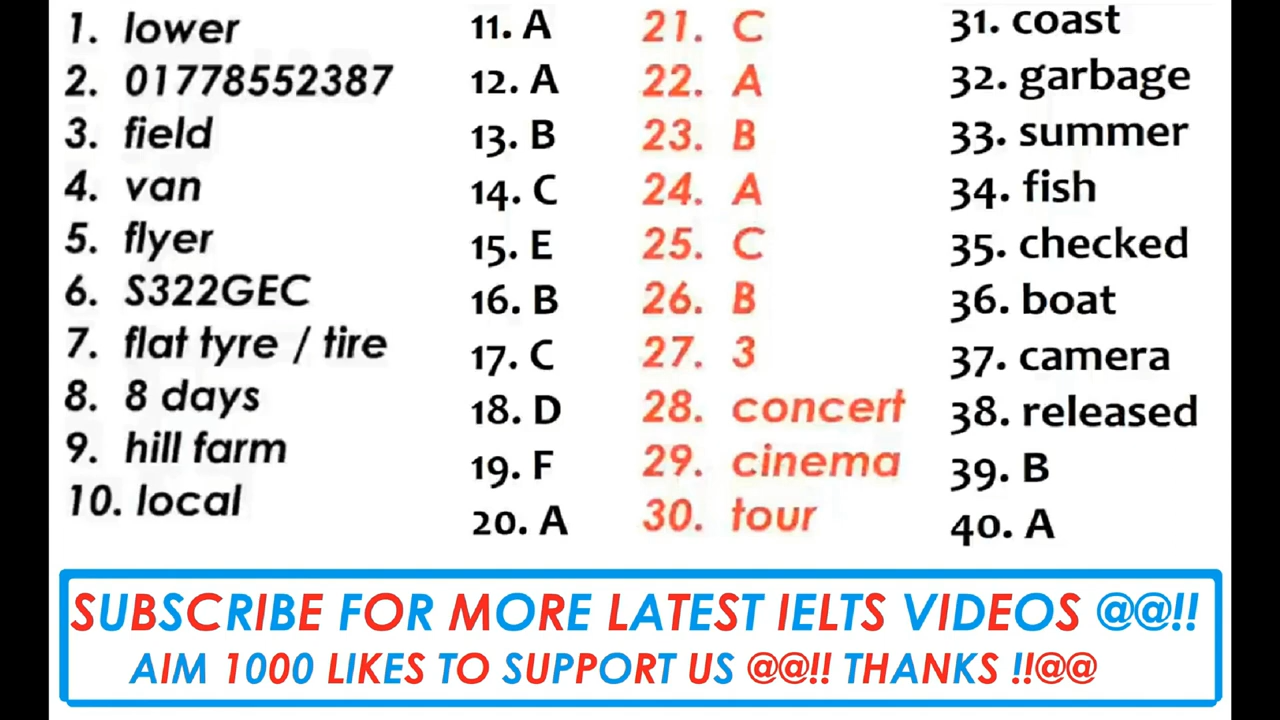 1. lower
2. 01778552387
3. field
4. van
5. flyer
6. S322GEC
7. flat tyre / tire
8. 8 days
9. hill farm
10. local
11. A
12. A
13. B
14. C
15. E
16. B
17. C
18. D
19. F
20. A
21. C
22. A
23. B
24. A
25. C
26. B
27. 3
28. concert
29. cinema
30. tour
31. coast
32. garbage
33. summer
34. fish
35. checked
36. boat
37. camera
38. released
39. B
40. A
SUBSCRIBE FOR MORE LATEST IELTS VIDEOS @@!!
AIM 1000 LIKES TO SUPPORT US @@!! THANKS !!@@